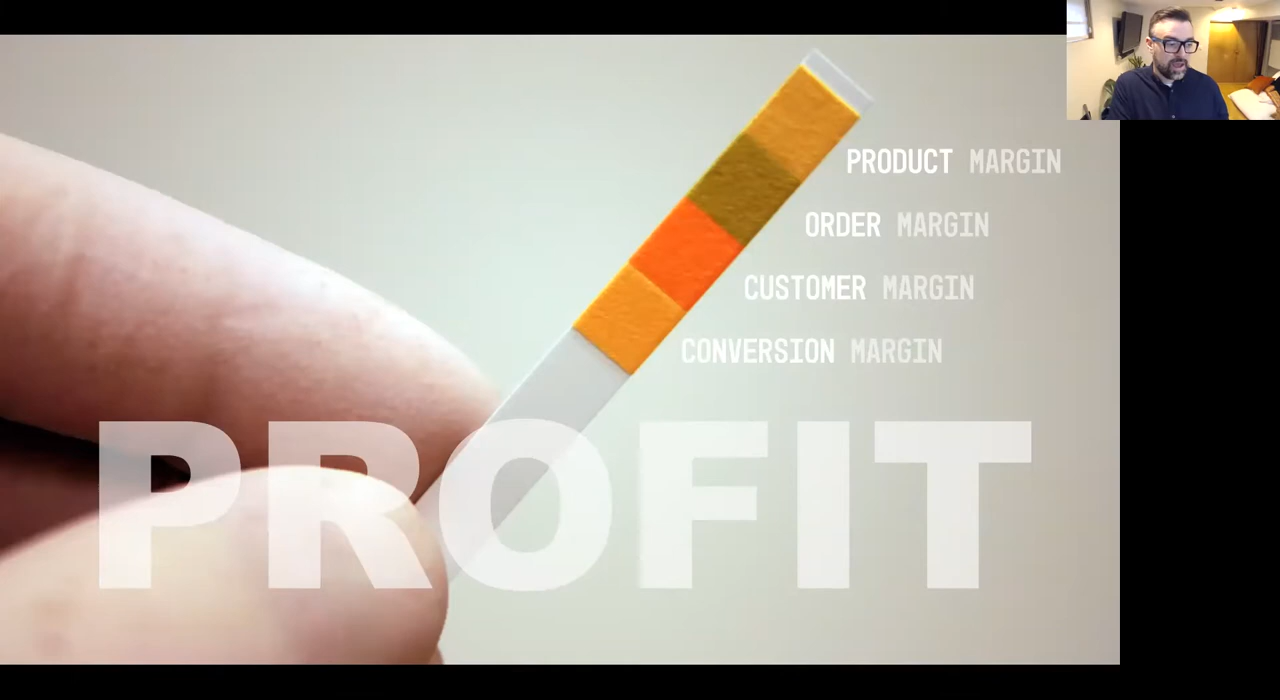 PRODUCT MARGIN
ORDER MARGIN
CUSTOMER MARGIN
CONVERSION MARGIN
PROFIT